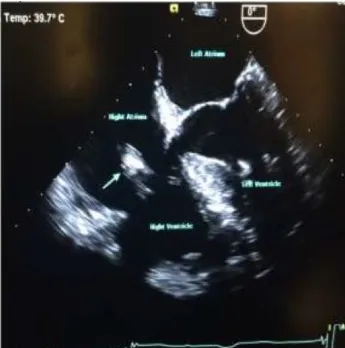 Temp: 39.7° C
0°
Left Atrium
Right Atrium
Left Ventricle
Right Ventricle